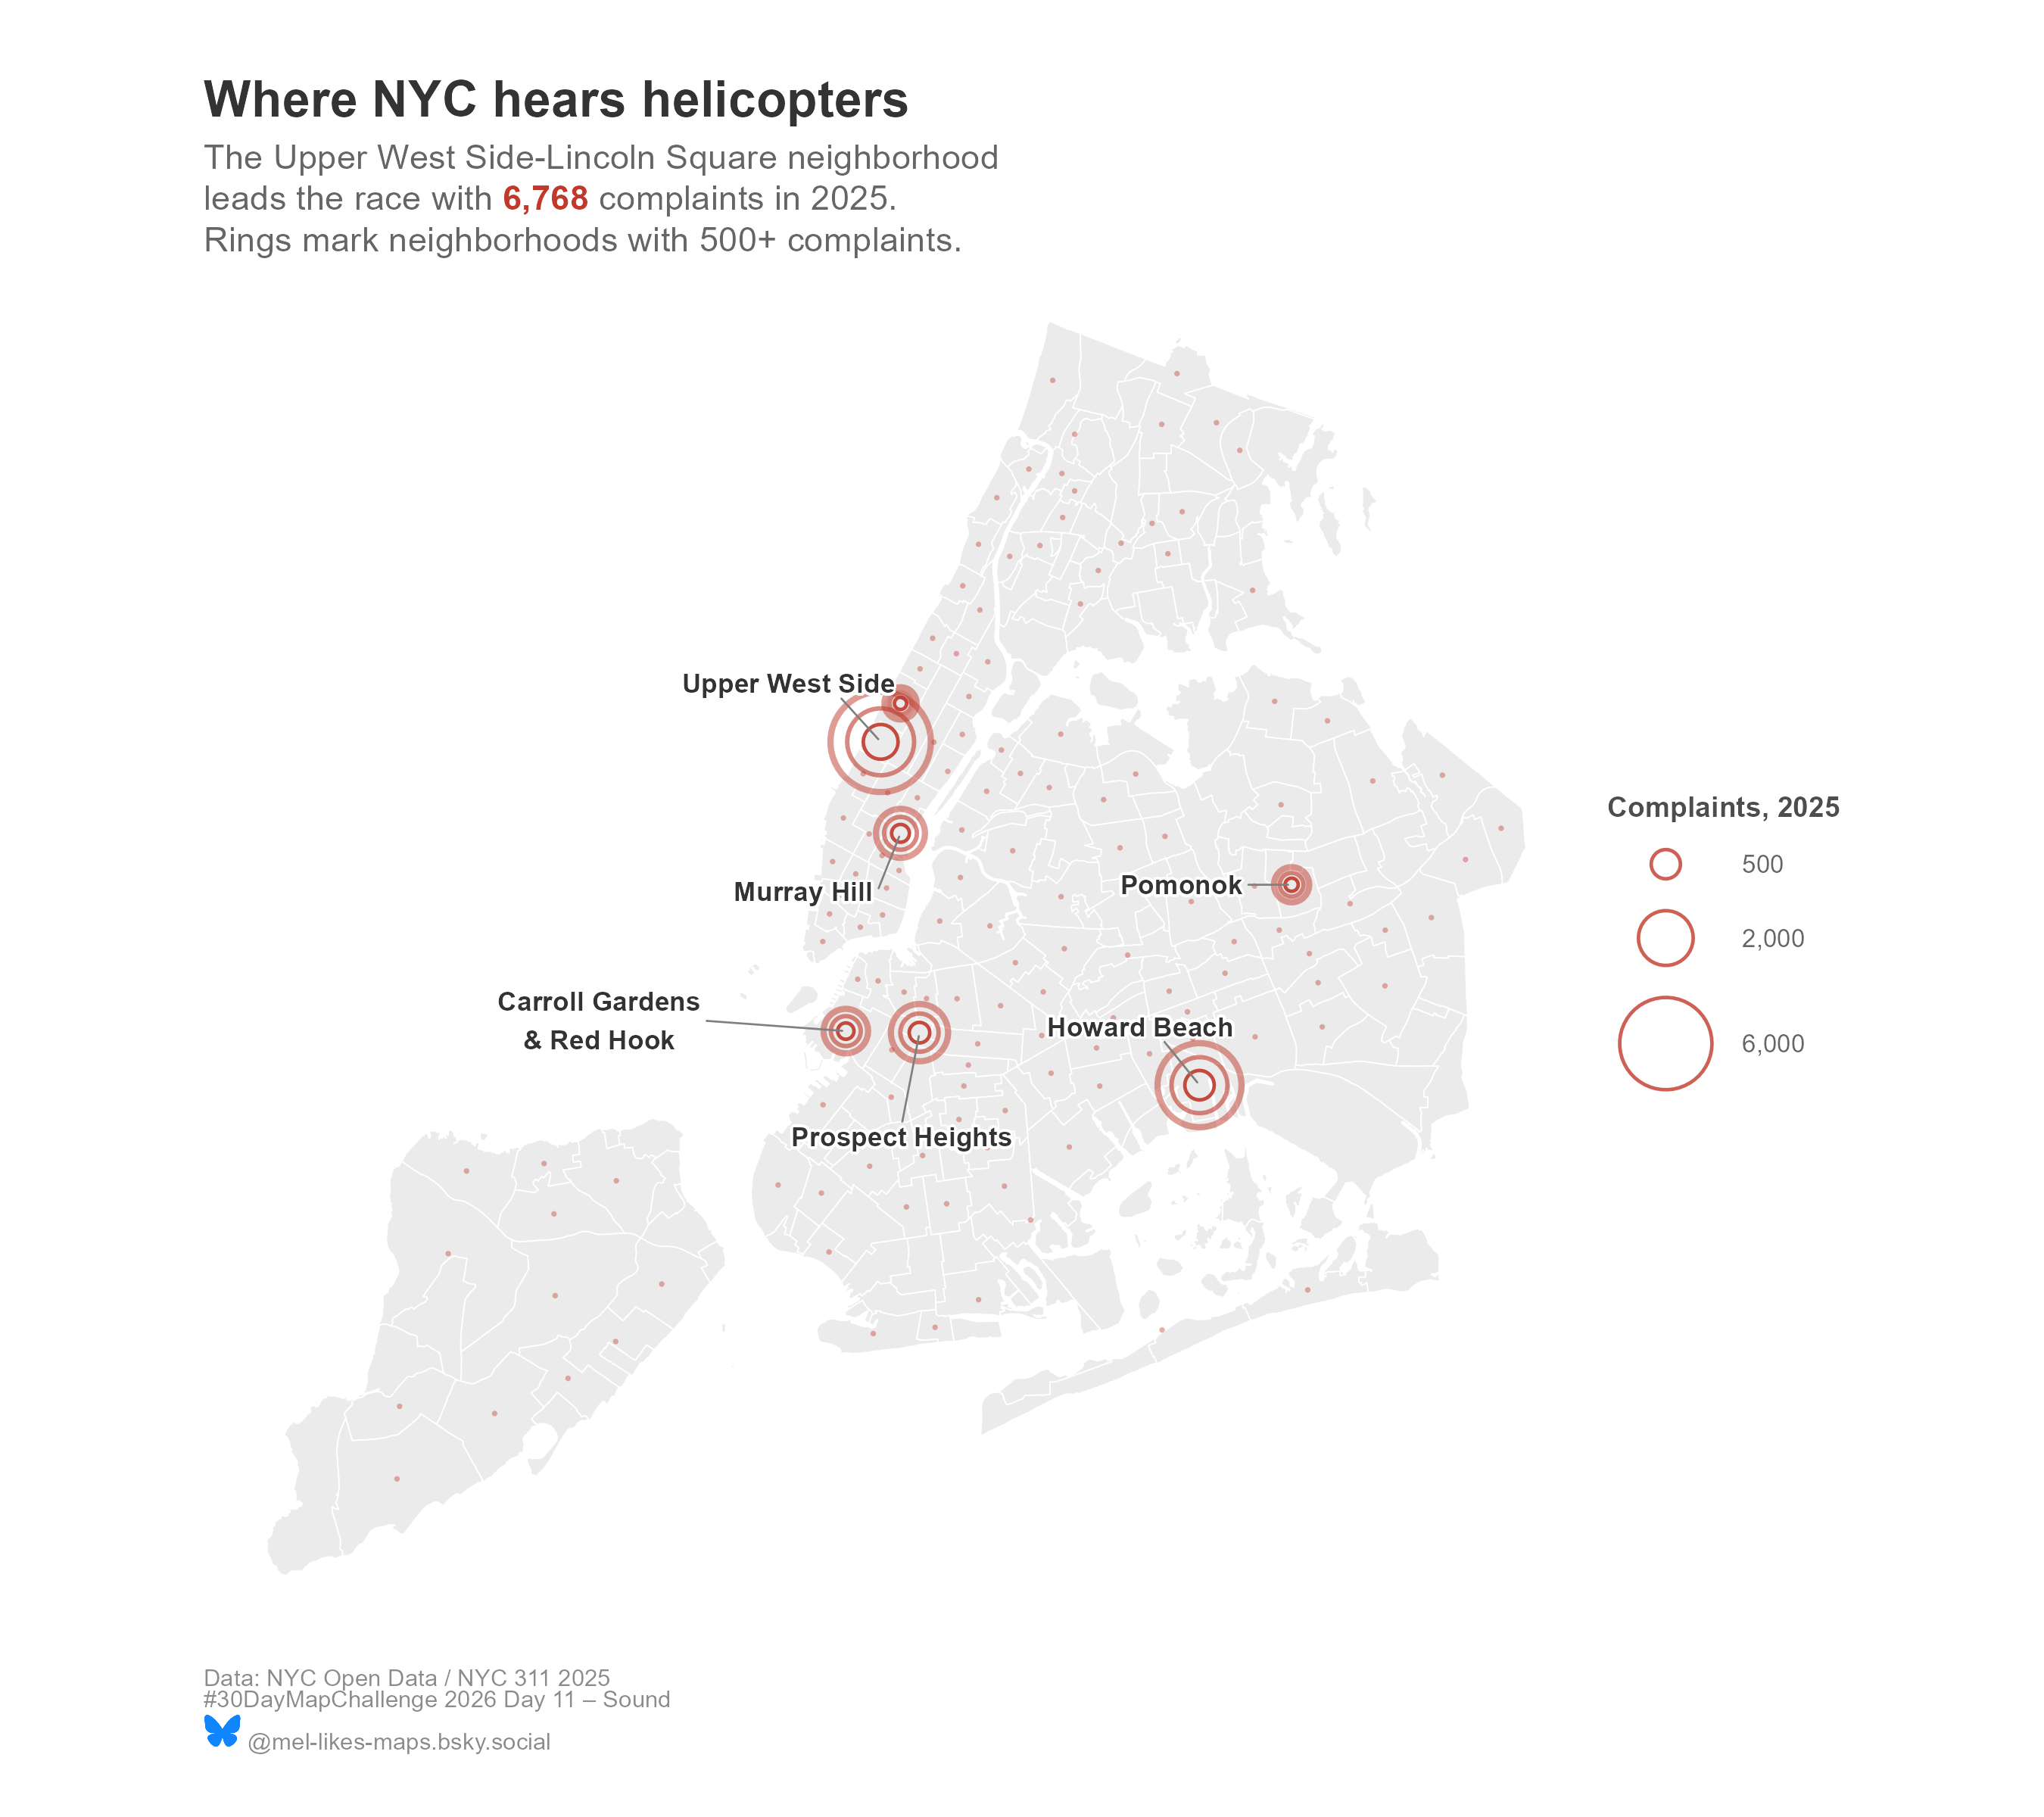 Where NYC hears helicopters
The Upper West Side-Lincoln Square neighborhood
leads the race with 6,768 complaints in 2025.
Rings mark neighborhoods with 500+ complaints.
Upper West Side
Murray Hill
Pomonok
Carroll Gardens
& Red Hook
Howard Beach
Prospect Heights
Complaints, 2025
500
2,000
6,000
Data: NYC Open Data / NYC 311 2025
#30DayMapChallenge 2026 Day 11 – Sound
@mel-likes-maps.bsky.social